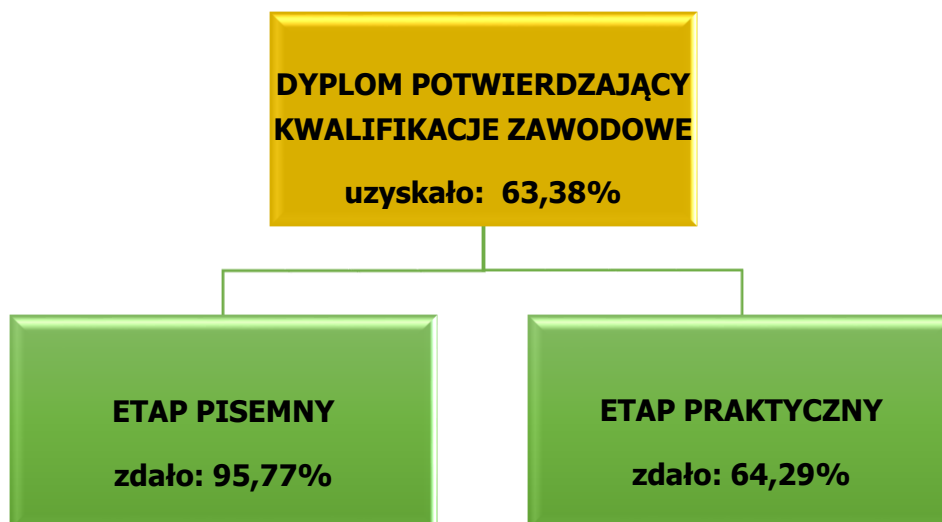 DYPLOM POTWIERDZAJĄCY
KWALIFIKACJE ZAWODOWE
uzyskało: 63,38%
ETAP PISEMNY
zdało: 95,77%
ETAP PRAKTYCZNY
zdało: 64,29%